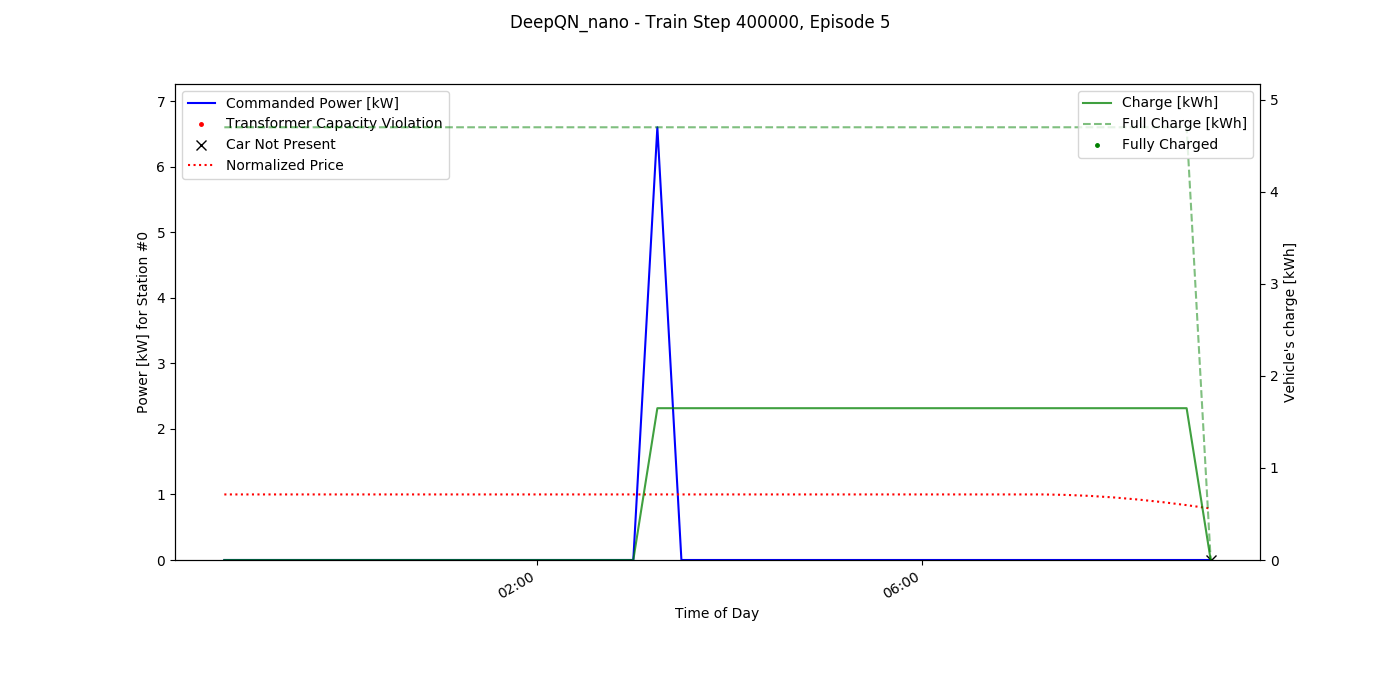 DeepQN_nano - Train Step 400000, Episode 5
Commanded Power [kW]
Transformer Capacity Violation
Car Not Present
Normalized Price
Charge [kWh]
Full Charge [kWh]
Fully Charged
7
6
5
4
3
2
1
0
Power [kW] for Station #0
5
4
3
2
1
0
Vehicle's charge [kWh]
02:00
06:00
Time of Day